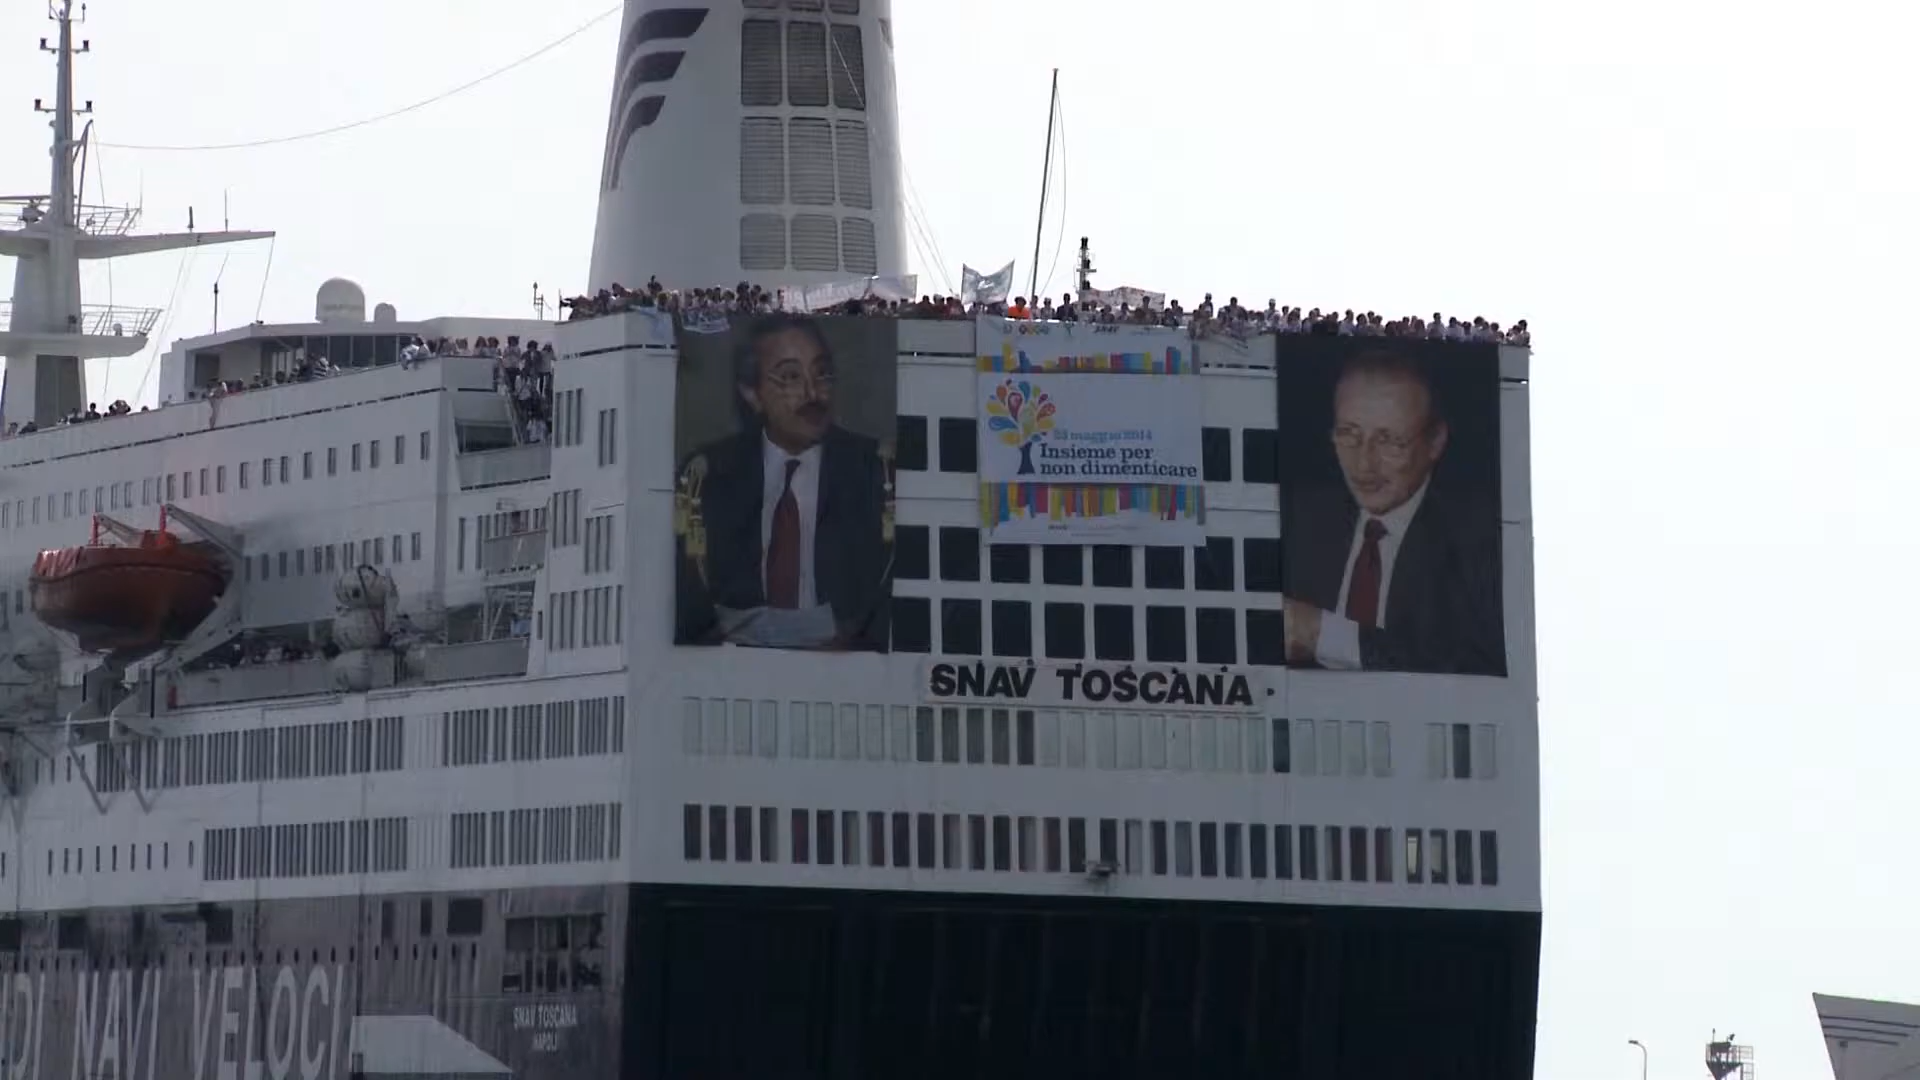 23 maggio 2014
Insieme per
non dimenticare
SNAV TOSCANA
DI NAVI VELOCI
SNAV TOSCANA
NAPOLI